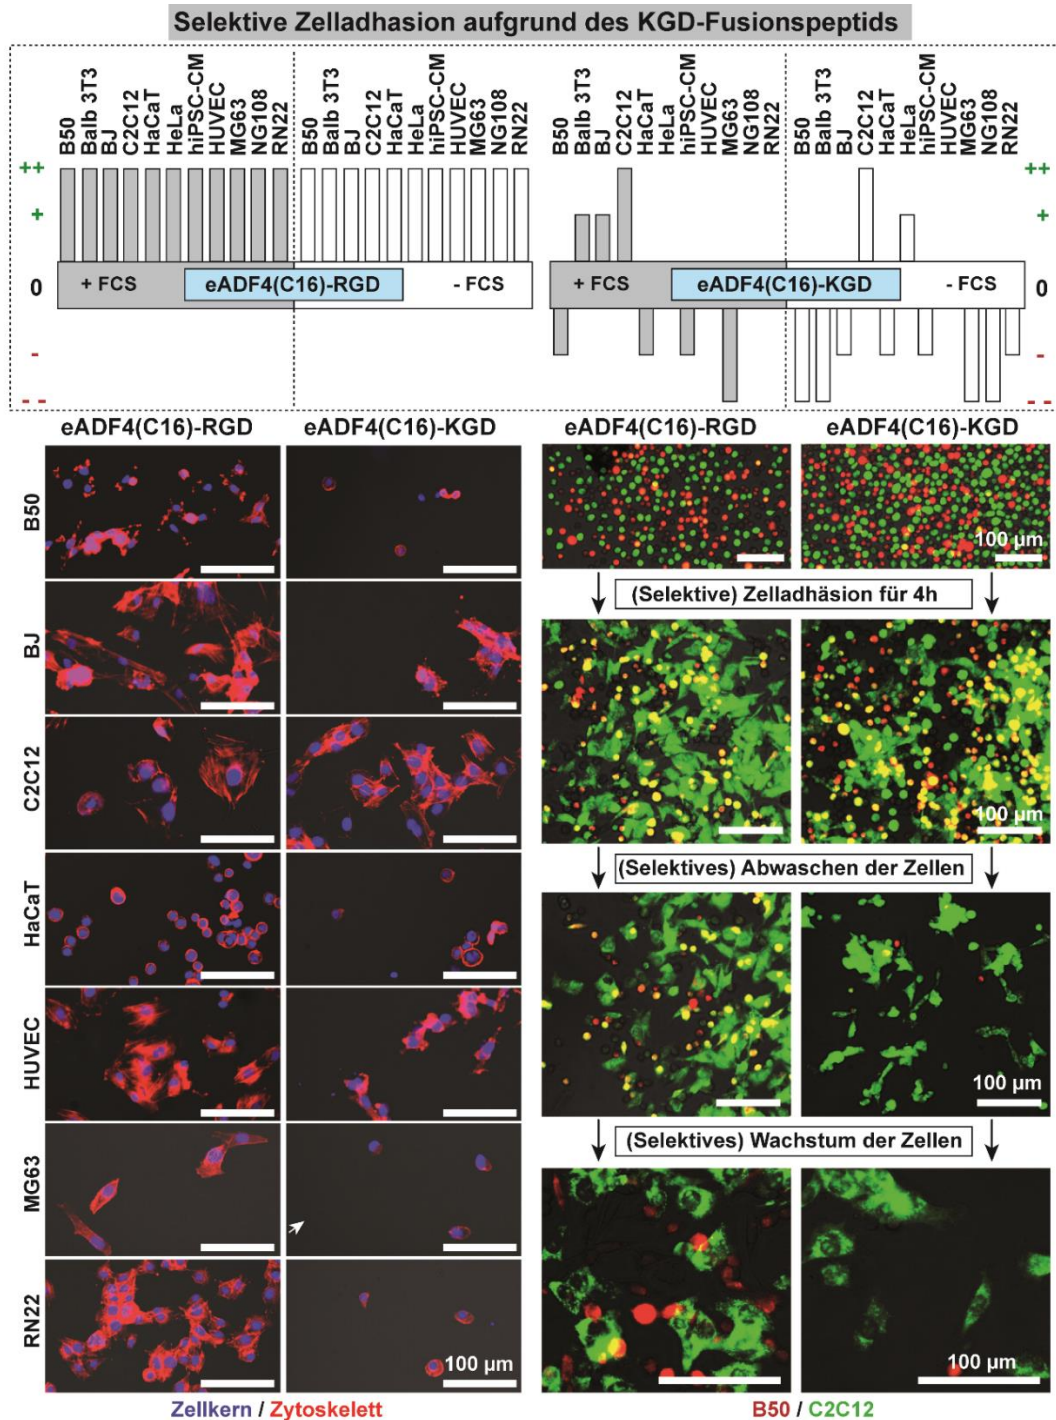 Selektive Zelladhasion aufgrund des KGD-Fusionspeptids
B50 Balb 3T3 BJ C2C12 HaCaT HeLa hiPSC-CM HUVEC MG63 NG108 RN22
B50 Balb 3T3 BJ C2C12 HaCaT HeLa hiPSC-CM HUVEC MG63 NG108 RN22
B50 Balb 3T3 BJ C2C12 HaCaT HeLa hiPSC-CM HUVEC MG63 NG108 RN22
B50 Balb 3T3 BJ C2C12 HaCaT HeLa hiPSC-CM HUVEC MG63 NG108 RN22
++ ++
+ +
0 + FCS eADF4(C16)-RGD - FCS + FCS eADF4(C16)-KGD - FCS 0
- -
- - - -
eADF4(C16)-RGD eADF4(C16)-KGD eADF4(C16)-RGD eADF4(C16)-KGD
B50
BJ
C2C12
HaCaT
HUVEC
MG63
RN22
100 µm
Zellkern / Zytoskelett
100 µm
(Selektive) Zelladhäsion für 4h
100 µm
(Selektives) Abwaschen der Zellen
100 µm
(Selektives) Wachstum der Zellen
100 µm
B50 / C2C12